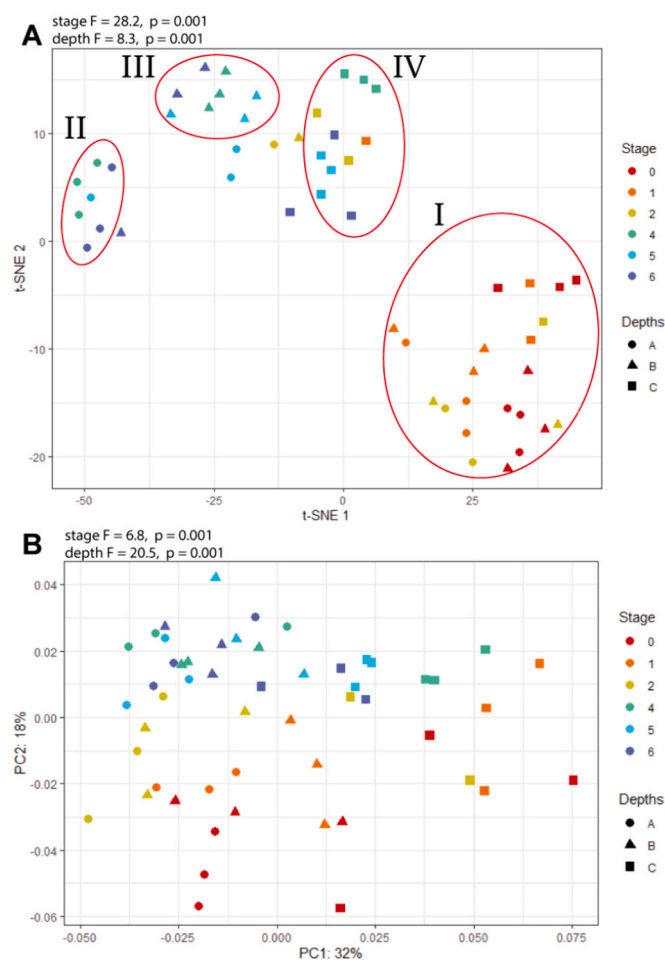 stage F = 28.2,  p = 0.001
depth F = 8.3,  p = 0.001
A
III
IV
II
I
10
0
-10
-20
t-SNE 2
-50
-25
0
25
t-SNE 1
Stage
0
1
2
4
5
6
Depths
A
B
C
stage F = 6.8,  p = 0.001
depth F = 20.5,  p = 0.001
B
0.04
0.02
0.00
-0.02
-0.04
-0.06
PC2: 18%
-0.050
-0.025
0.000
0.025
0.050
0.075
PC1: 32%
Stage
0
1
2
4
5
6
Depths
A
B
C